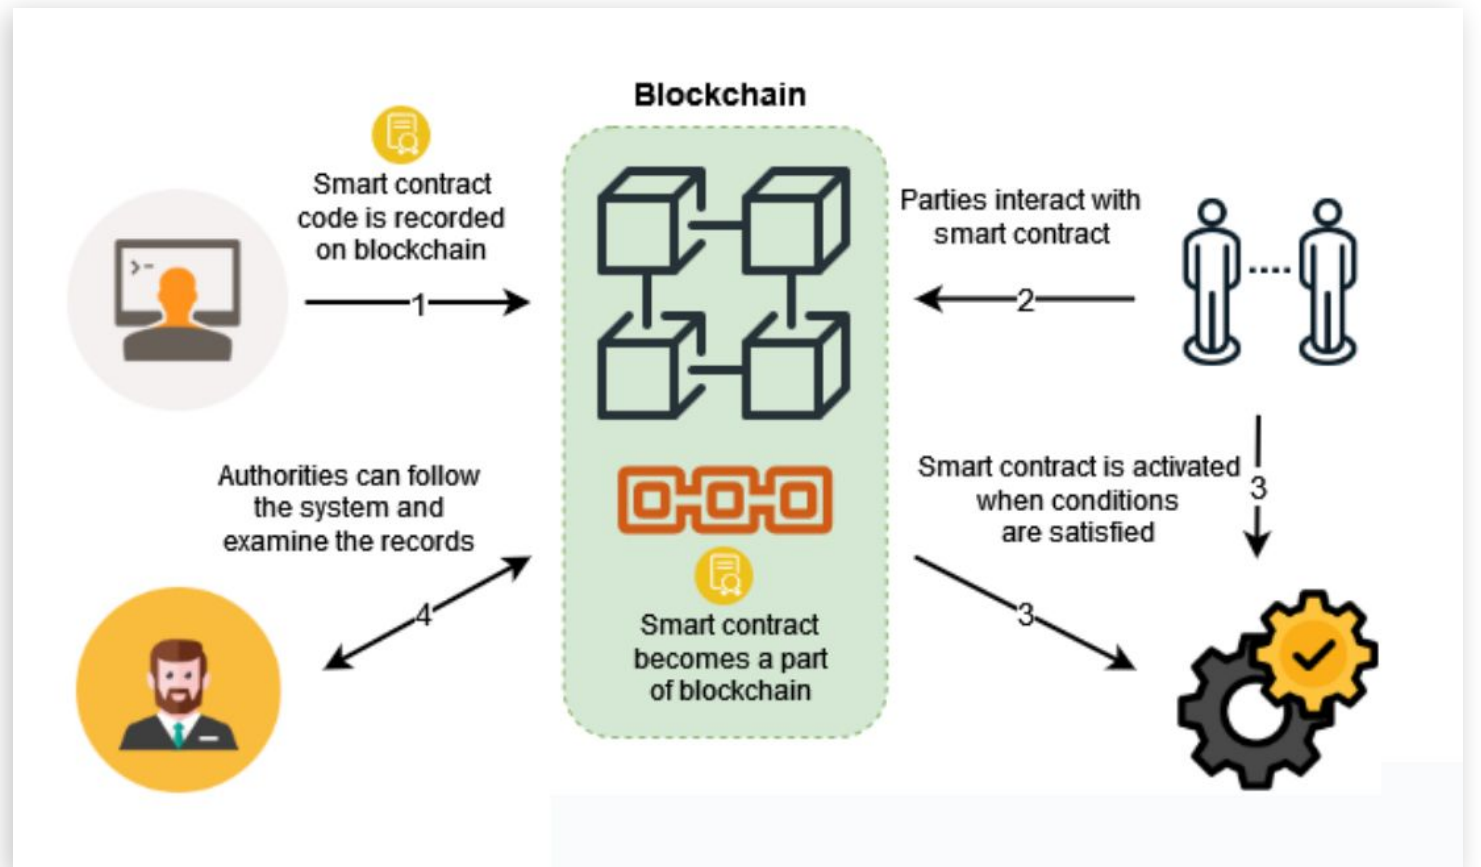 Blockchain
Smart contract
code is recorded
on blockchain
1
Parties interact with
smart contract
2
>-
Authorities can follow
the system and
examine the records
4
Smart contract is activated
when conditions
are satisfied
3
3
Smart contract
becomes a part
of blockchain